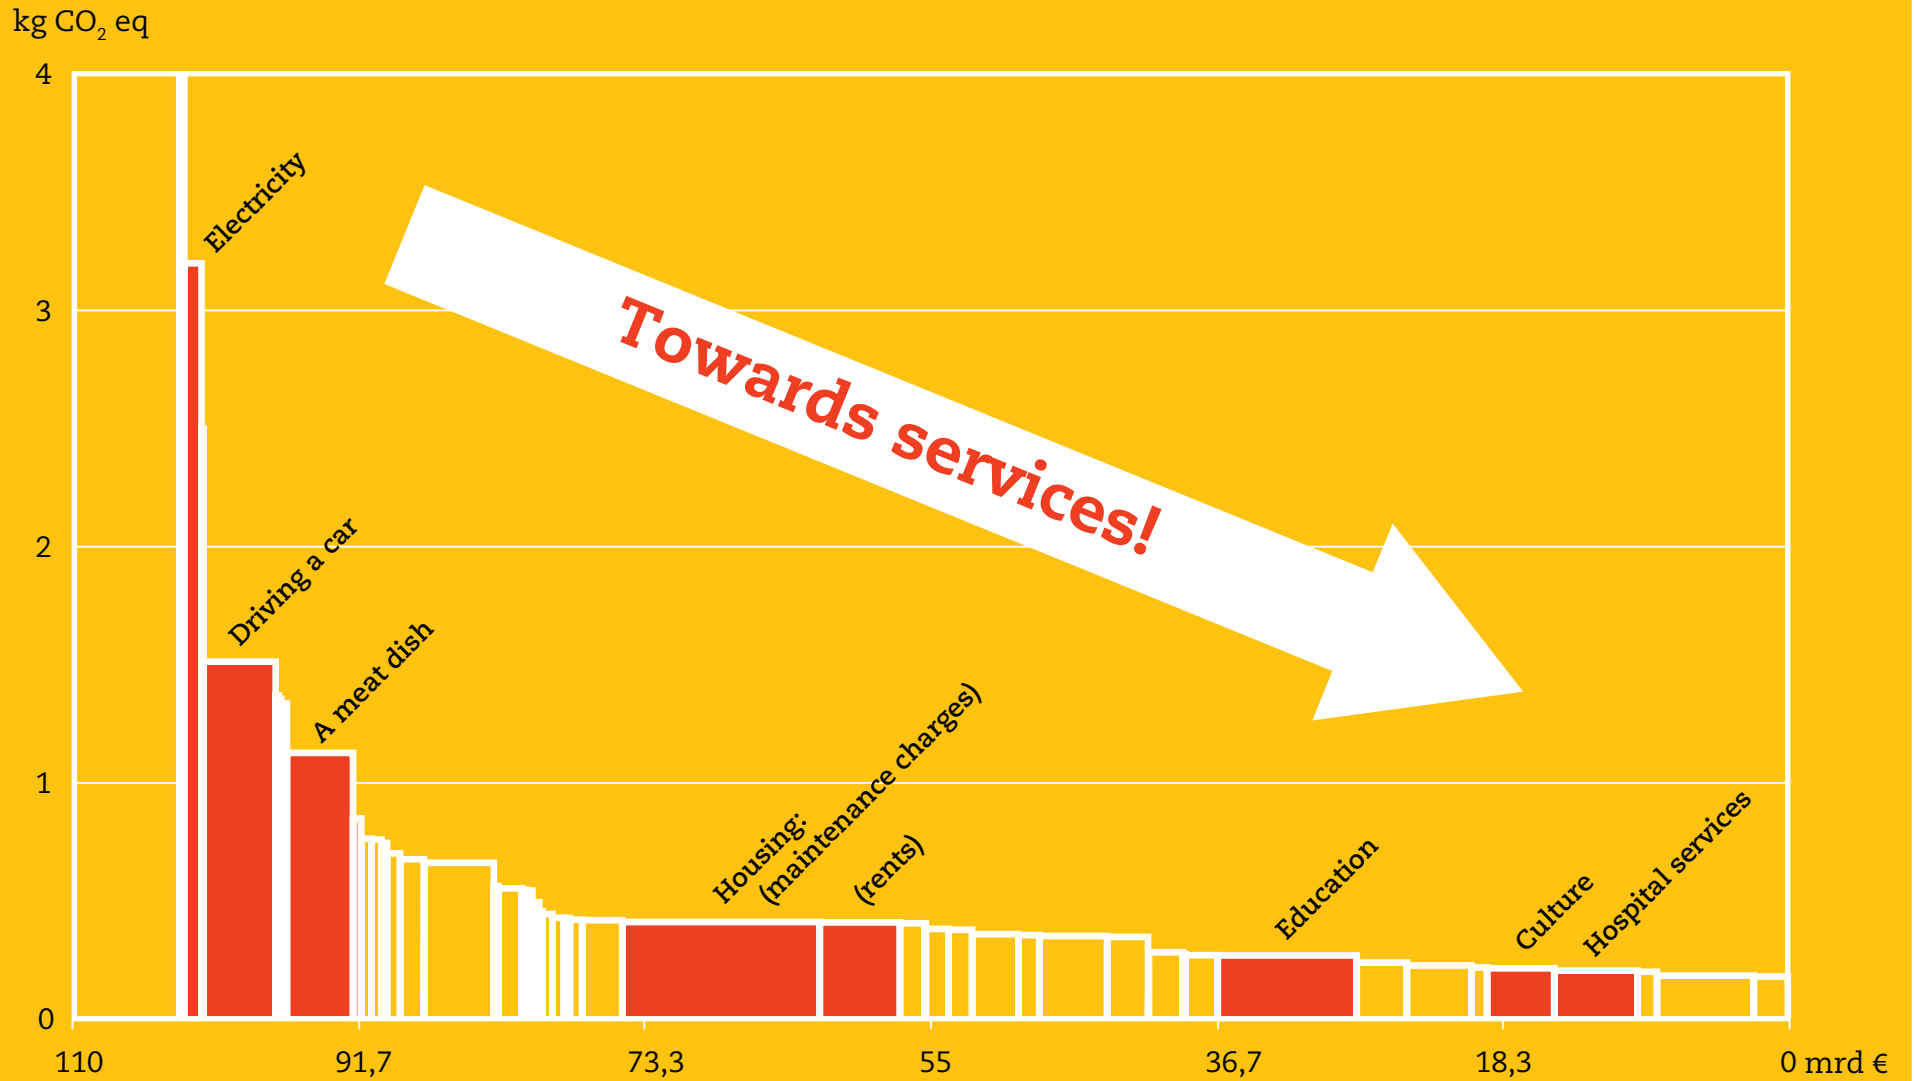 kg CO₂ eq
4
3
2
1
0
Electricity
Driving a car
A meat dish
Towards services!
Housing:
(maintenance charges)
(rents)
Education
Culture
Hospital services
110
91,7
73,3
55
36,7
18,3
0 mrd €